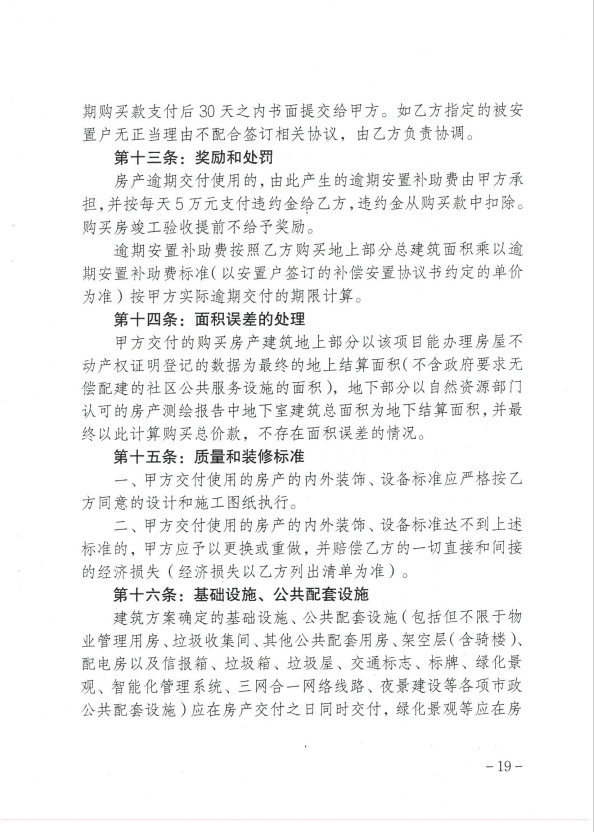 期购买款支付后 30 天之内书面提交给甲方。如乙方指定的被安
置户无正当理由不配合签订相关协议，由乙方负责协调。
第十三条：奖励和处罚
房产逾期交付使用的,由此产生的逾期安置补助费由甲方承
担,并按每天 5 万元支付违约金给乙方,违约金从购买款中扣除。
购买房竣工验收提前不给予奖励。
逾期安置补助费按照乙方购买地上部分总建筑面积乘以逾
期安置补助费标准(以安置户签订的补偿安置协议书约定的单价
为准)按甲方实际逾期交付的期限计算。
第十四条：面积误差的处理
甲方交付的购买房产建筑地上部分以该项目能办理房屋不
动产权证明登记的数据为最终的地上结算面积(不含政府要求无
偿配建的社区公共服务设施的面积)，地下部分以自然资源部门
认可的房产测绘报告中地下室建筑总面积为地下结算面积,并最
终以此计算购买总价款，不存在面积误差的情况。
第十五条：质量和装修标准
一、甲方交付使用的房产的内外装饰、设备标准应严格按乙
方同意的设计和施工图纸执行。
二、甲方交付使用的房产的内外装饰、设备标准达不到上述
标准的,甲方应予以更换或重做,并赔偿乙方的一切直接和间接
的经济损失（经济损失以乙方列出清单为准）。
第十六条：基础设施、公共配套设施
建筑方案确定的基础设施、公共配套设施(包括但不限于物
业管理用房、垃圾收集间、其他公共配套用房、架空层(含骑楼)、
配电房以及信报箱、垃圾箱、垃圾屋、交通标志、标牌、绿化景
观、智能化管理系统、三网合一网络线路、夜景建设等各项市政
公共配套设施)应在房产交付之日同时交付，绿化景观等应在房
-19-